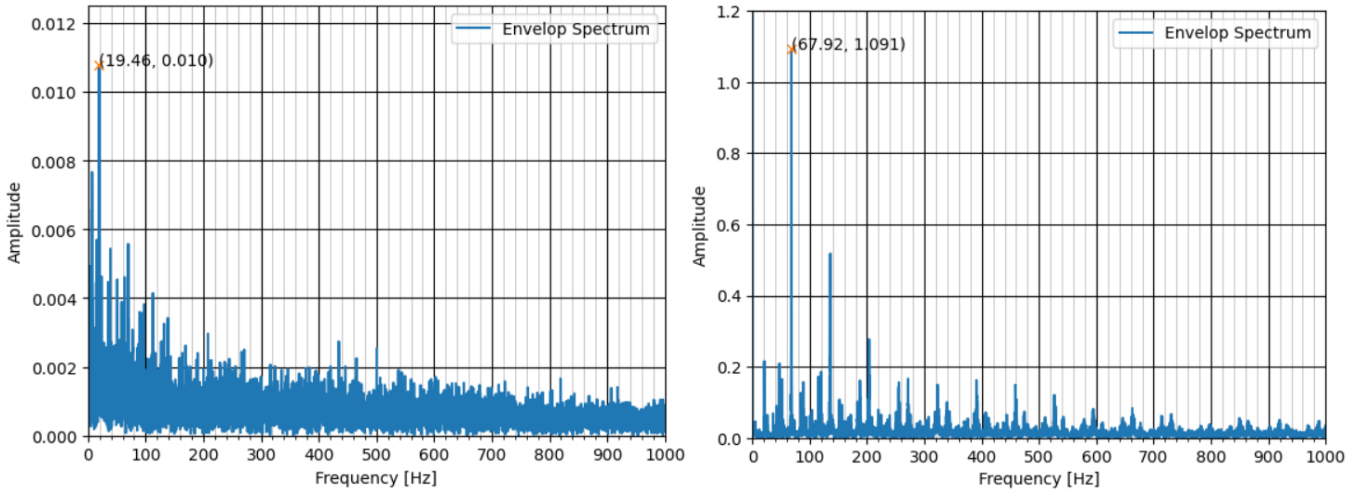 Envelop Spectrum
(19.46, 0.010)
Amplitude
0.012
0.010
0.008
0.006
0.004
0.002
0.000
0 100 200 300 400 500 600 700 800 900 1000
Frequency [Hz]
Envelop Spectrum
(67.92, 1.091)
Amplitude
1.2
1.0
0.8
0.6
0.4
0.2
0.0
0 100 200 300 400 500 600 700 800 900 1000
Frequency [Hz]